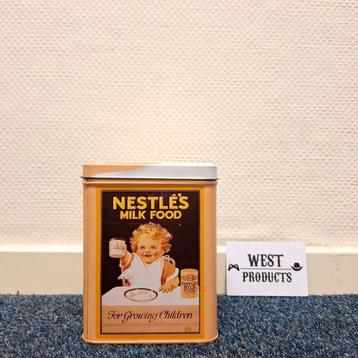 NESTLÉ'S
MILK FOOD
For Growing Children
WEST
PRODUCTS